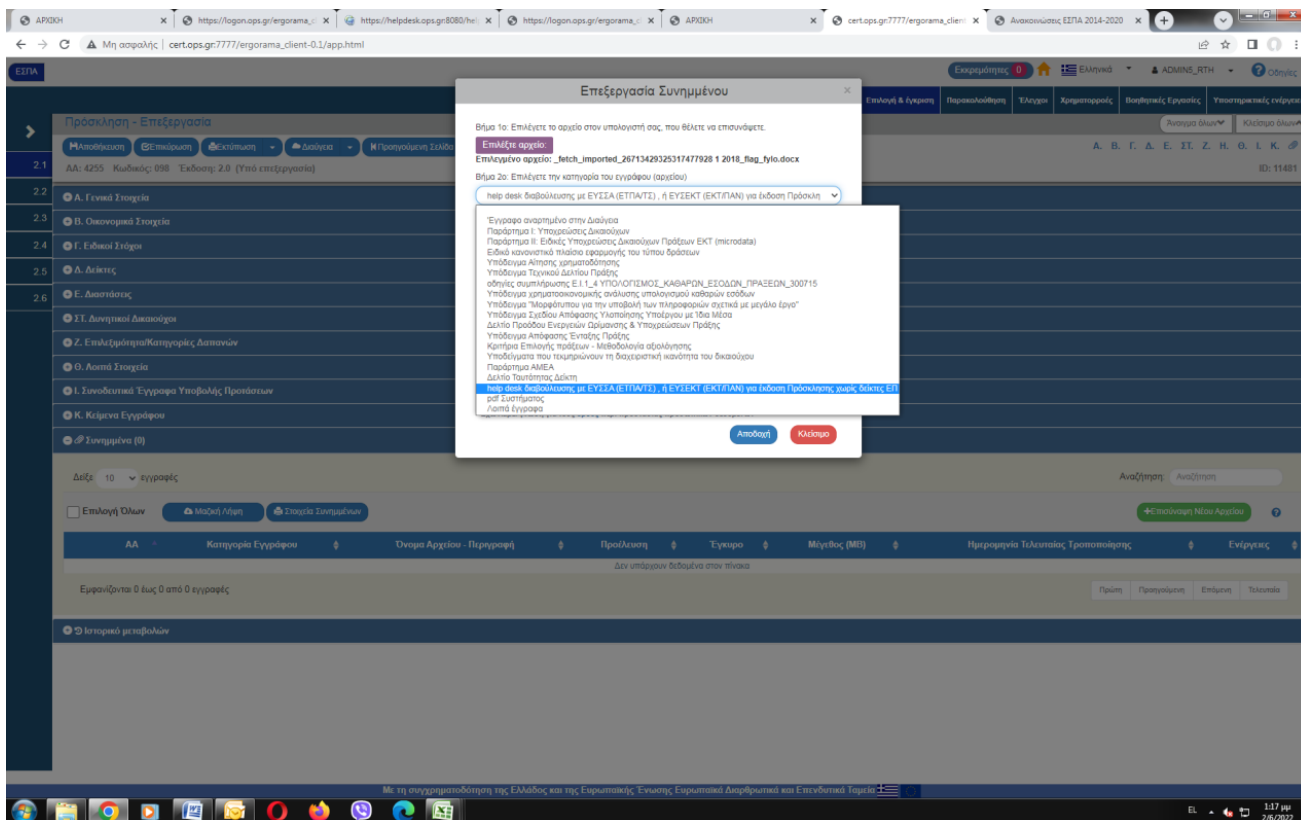 ΑΡΧΙΚΗ
https://logon.ops.gr/ergorama_c
https://helpdesk.ops.gr:8080/hel
https://logon.ops.gr/ergorama_c
ΑΡΧΙΚΗ
cert.ops.gr:7777/ergorama_client
Ανακοινώσεις ΕΣΠΑ 2014-2020
Μη ασφαλής | cert.ops.gr:7777/ergorama_client-0.1/app.html
ΕΣΠΑ
Εκκρεμότητες 0 Ελληνικά ADMINS_RTH Οδηγίες
Επιλογή & έγκριση Παρακολούθηση Έλεγχοι Χρηματορροές Βοηθητικές Εργασίες Υποστηρικτικές ενέργειε
Πρόσκληση - Επεξεργασία
Άνοιγμα όλων Κλείσιμο όλων
Αποθήκευση Επικύρωση Εκτύπωση Διαύγεια Προηγούμενη Σελίδα
Α. Β. Γ. Δ. Ε. ΣΤ. Ζ. Η. Θ. Ι. Κ.
ΑΑ: 4255 Κωδικός: 098 Έκδοση: 2.0 (Υπό επεξεργασία)
ID: 11481
2.1
2.2
2.3
2.4
2.5
2.6
Α. Γενικά Στοιχεία
Β. Οικονομικά Στοιχεία
Γ. Ειδικοί Στόχοι
Δ. Δείκτες
Ε. Διαστάσεις
ΣΤ. Δυνητικοί Δικαιούχοι
Ζ. Επιλεξιμότητα/Κατηγορίες Δαπανών
Θ. Λοιπά Στοιχεία
Ι. Συνοδευτικά Έγγραφα Υποβολής Προτάσεων
Κ. Κείμενα Εγγράφου
Συνημμένα (0)
Επεξεργασία Συνημμένου ×
Βήμα 1ο: Επιλέγετε το αρχείο στον υπολογιστή σας, που θέλετε να επισυνάψετε.
Επιλέξτε αρχείο:
Επιλεγμένο αρχείο: _fetch_imported_26713429325317477928 1 2018_flag_fylo.docx
Βήμα 2ο: Επιλέγετε την κατηγορία του εγγράφου (αρχείου)
help desk διαβούλευσης με ΕΥΣΣΑ (ΕΤΠΑ/ΤΣ) , ή ΕΥΣΕΚΤ (ΕΚΤ/ΠΑΝ) για έκδοση Πρόσκλη
Έγγραφο αναρτημένο στην Διαύγεια
Παράρτημα Ι: Υποχρεώσεις Δικαιούχων
Παράρτημα ΙΙ: Ειδικές Υποχρεώσεις Δικαιούχων Πράξεων ΕΚΤ (microdata)
Ειδικό κανονιστικό πλαίσιο εφαρμογής του τύπου δράσεων
Υπόδειγμα Αίτησης χρηματοδότησης
Υπόδειγμα Τεχνικού Δελτίου Πράξης
οδηγίες συμπλήρωσης Ε.Ι.1_4 ΥΠΟΛΟΓΙΣΜΟΣ_ΚΑΘΑΡΩΝ_ΕΣΟΔΩΝ_ΠΡΑΞΕΩΝ_300715
Υπόδειγμα χρηματοοικονομικής ανάλυσης υπολογισμού καθαρών εσόδων
Υπόδειγμα "Μορφότυπου για την υποβολή των πληροφοριών σχετικά με μεγάλο έργο"
Υπόδειγμα Σχεδίου Απόφασης Υλοποίησης Υποέργου με Ίδια Μέσα
Δελτίο Προόδου Ενεργειών Ωρίμανσης & Υποχρεώσεων Πράξης
Υπόδειγμα Απόφασης Ένταξης Πράξης
Κριτήρια Επιλογής πράξεων - Μεθοδολογία αξιολόγησης
Υποδείγματα που τεκμηριώνουν τη διαχειριστική ικανότητα του δικαιούχου
Παράρτημα ΑΜΕΑ
Δελτίο Ταυτότητας Δείκτη
help desk διαβούλευσης με ΕΥΣΣΑ (ΕΤΠΑ/ΤΣ) , ή ΕΥΣΕΚΤ (ΕΚΤ/ΠΑΝ) για έκδοση Πρόσκλησης χωρίς δείκτες ΕΠ
pdf Συστήματος
Λοιπά έγγραφα
Αποδοχή Κλείσιμο
Δείξε 10 εγγραφές
Αναζήτηση: Αναζήτηση
Επιλογή Όλων Μαζική Λήψη Στοιχεία Συνημμένων
+Επισύναψη Νέου Αρχείου
ΑΑ Κατηγορία Εγγράφου Όνομα Αρχείου - Περιγραφή Προέλευση Έγκυρο Μέγεθος (MB) Ημερομηνία Τελευταίας Τροποποίησης Ενέργειες
Δεν υπάρχουν δεδομένα στον πίνακα
Εμφανίζονται 0 έως 0 από 0 εγγραφές
Πρώτη Προηγούμενη Επόμενη Τελευταία
Ιστορικό μεταβολών
Με τη συγχρηματοδότηση της Ελλάδος και της Ευρωπαϊκής Ένωσης Ευρωπαϊκά Διαρθρωτικά και Επενδυτικά Ταμεία
EL
1:17 μμ
2/6/2022